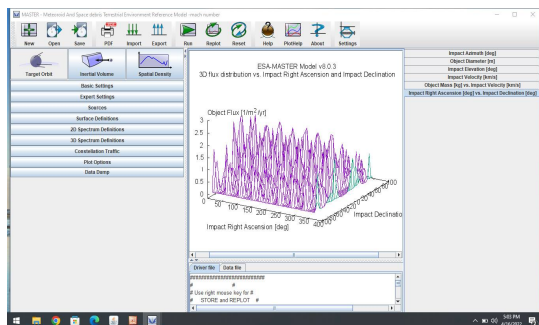 MASTER - Meteoroid And Space debris Terrestrial Environment Reference Model - mach number
New Open Save PDF Import Export Run Replot Reset Help PlotHelp About Settings
Target Orbit Inertial Volume Spatial Density
Basic Settings
Expert Settings
Sources
Surface Definitions
2D Spectrum Definitions
3D Spectrum Definitions
Constellation Traffic
Plot Options
Data Dump
ESA-MASTER Model v8.0.3
3D flux distribution vs. Impact Right Ascension and Impact Declination
Object Flux [1/m^2/yr]
3
2.5
2
1.5
1
0.5
0
0 50 100 150 200 250 300 350 400
Impact Right Ascension [deg]
Impact Declinatio
Driver file Data file
# #
# Use right mouse key for #
# STORE and REPLOT #
Impact Azimuth [deg]
Object Diameter [m]
Impact Elevation [deg]
Impact Velocity [km/s]
Object Mass [kg] vs. Impact Velocity [km/s]
Impact Right Ascension [deg] vs. Impact Declination [deg]
5:03 PM